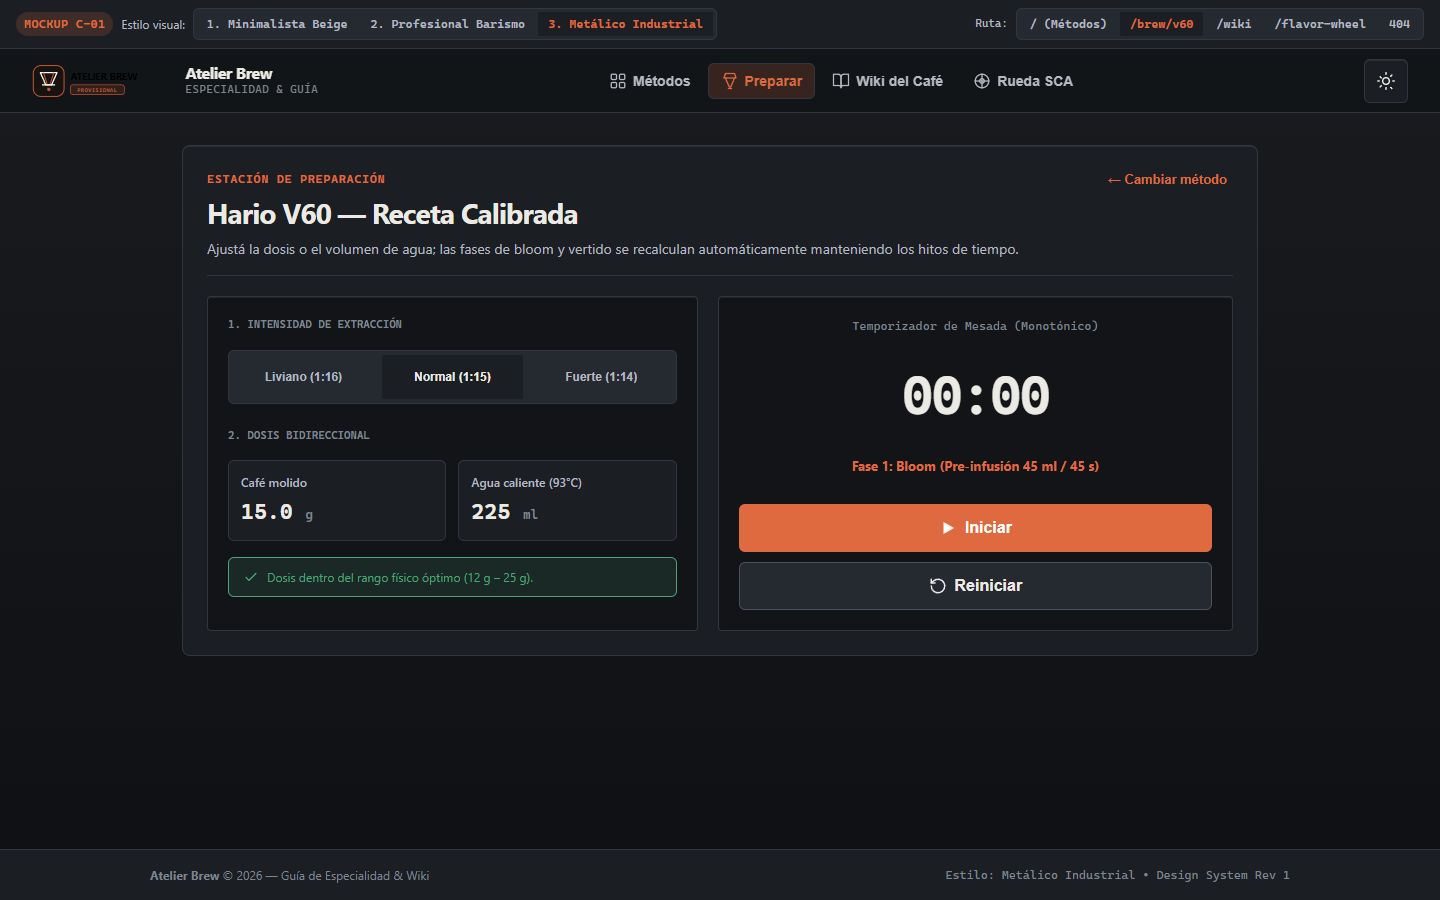 MOCKUP C-01 Estilo visual: 1. Minimalista Beige 2. Profesional Barismo 3. Metálico Industrial Ruta: / (Métodos) /brew/v60 /wiki /flavor-wheel 404
ATELIER BREW
PROVISIONAL
Atelier Brew
ESPECIALIDAD & GUÍA
Métodos Preparar Wiki del Café Rueda SCA
ESTACIÓN DE PREPARACIÓN
← Cambiar método
Hario V60 — Receta Calibrada
Ajustá la dosis o el volumen de agua; las fases de bloom y vertido se recalculan automáticamente manteniendo los hitos de tiempo.
1. INTENSIDAD DE EXTRACCIÓN
Liviano (1:16) Normal (1:15) Fuerte (1:14)
2. DOSIS BIDIRECCIONAL
Café molido
15.0 g
Agua caliente (93°C)
225 ml
Dosis dentro del rango físico óptimo (12 g – 25 g).
Temporizador de Mesada (Monotónico)
00:00
Fase 1: Bloom (Pre-infusión 45 ml / 45 s)
Iniciar
Reiniciar
Atelier Brew © 2026 — Guía de Especialidad & Wiki
Estilo: Metálico Industrial • Design System Rev 1